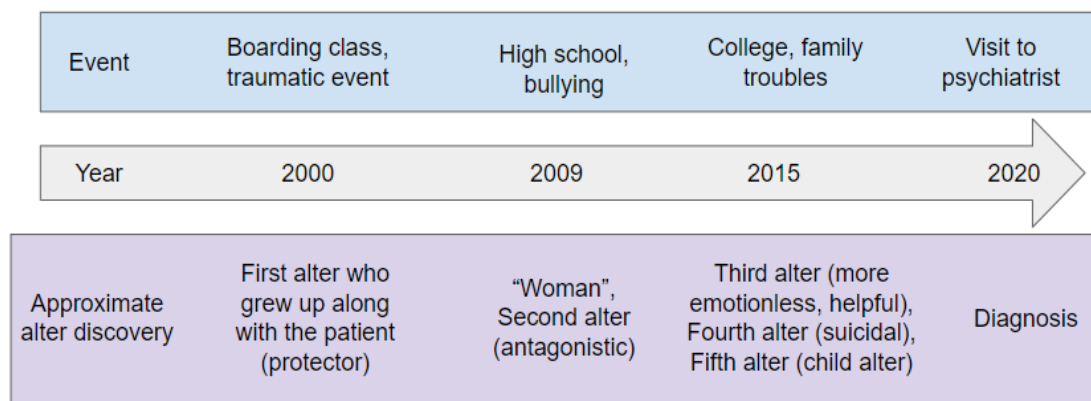 Event
Boarding class,
traumatic event
High school,
bullying
College, family
troubles
Visit to
psychiatrist
Year
2000
2009
2015
2020
Approximate
alter discovery
First alter who
grew up along
with the patient
(protector)
“Woman”,
Second alter
(antagonistic)
Third alter (more
emotionless, helpful),
Fourth alter (suicidal),
Fifth alter (child alter)
Diagnosis